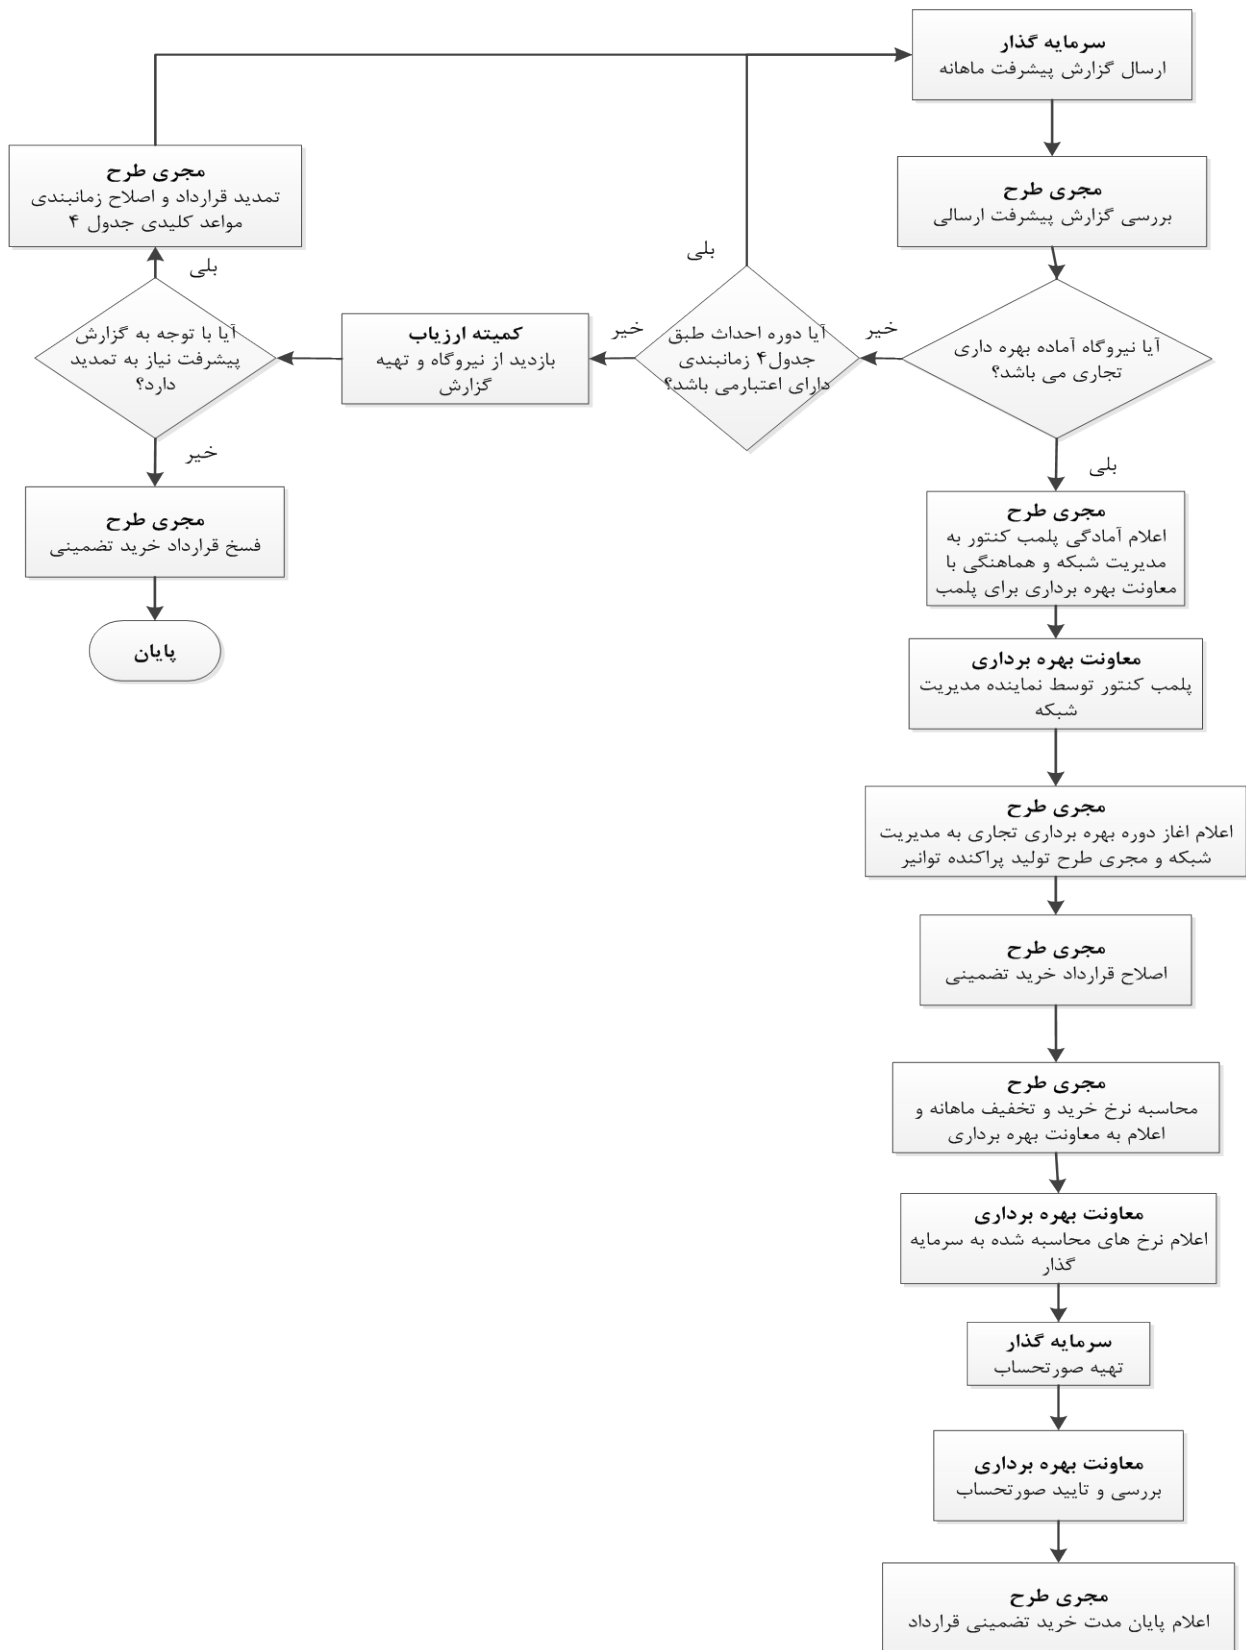 سرمایه گذار
ارسال گزارش پیشرفت ماهانه
مجری طرح
بررسی گزارش پیشرفت ارسالی
آیا نیروگاه آماده بهره داری
تجاری می باشد؟
خیر
بلی
آیا دوره احداث طبق
جدول۴ زمانبندی
دارای اعتبارمی باشد؟
بلی
خیر
کمیته ارزیاب
بازدید از نیروگاه و تهیه
گزارش
آیا با توجه به گزارش
پیشرفت نیاز به تمدید
دارد؟
بلی
مجری طرح
تمدید قرارداد و اصلاح زمانبندی
مواعد کلیدی جدول ۴
خیر
مجری طرح
فسخ قرارداد خرید تضمینی
پایان
مجری طرح
اعلام آمادگی پلمب کنتور به
مدیریت شبکه و هماهنگی با
معاونت بهره برداری برای پلمب
معاونت بهره برداری
پلمب کنتور توسط نماینده مدیریت
شبکه
مجری طرح
اعلام اغاز دوره بهره برداری تجاری به مدیریت
شبکه و مجری طرح تولید پراکنده توانیر
مجری طرح
اصلاح قرارداد خرید تضمینی
مجری طرح
محاسبه نرخ خرید و تخفیف ماهانه و
اعلام به معاونت بهره برداری
معاونت بهره برداری
اعلام نرخ های محاسبه شده به سرمایه
گذار
سرمایه گذار
تهیه صورتحساب
معاونت بهره برداری
بررسی و تایید صورتحساب
مجری طرح
اعلام پایان مدت خرید تضمینی قرارداد